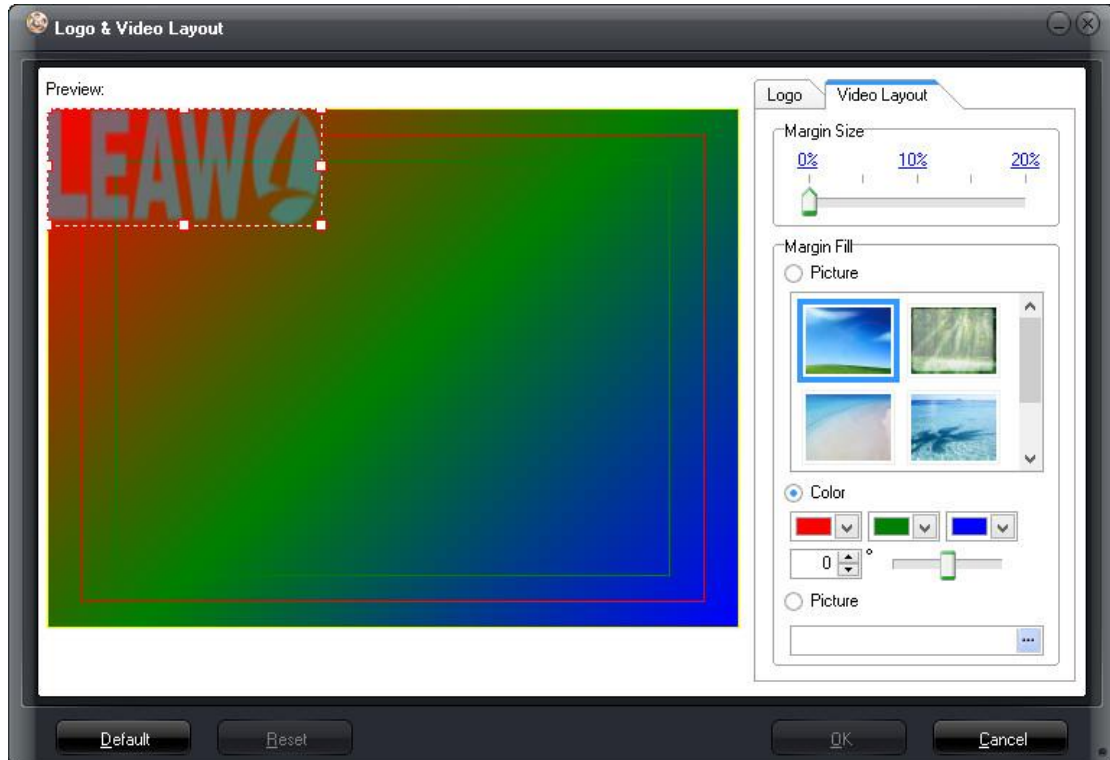 Logo & Video Layout
Preview:
LEAWO
Logo
Video Layout
Margin Size
0% 10% 20%
Margin Fill
Picture
Color
0 °
Picture
...
Default
Reset
OK
Cancel